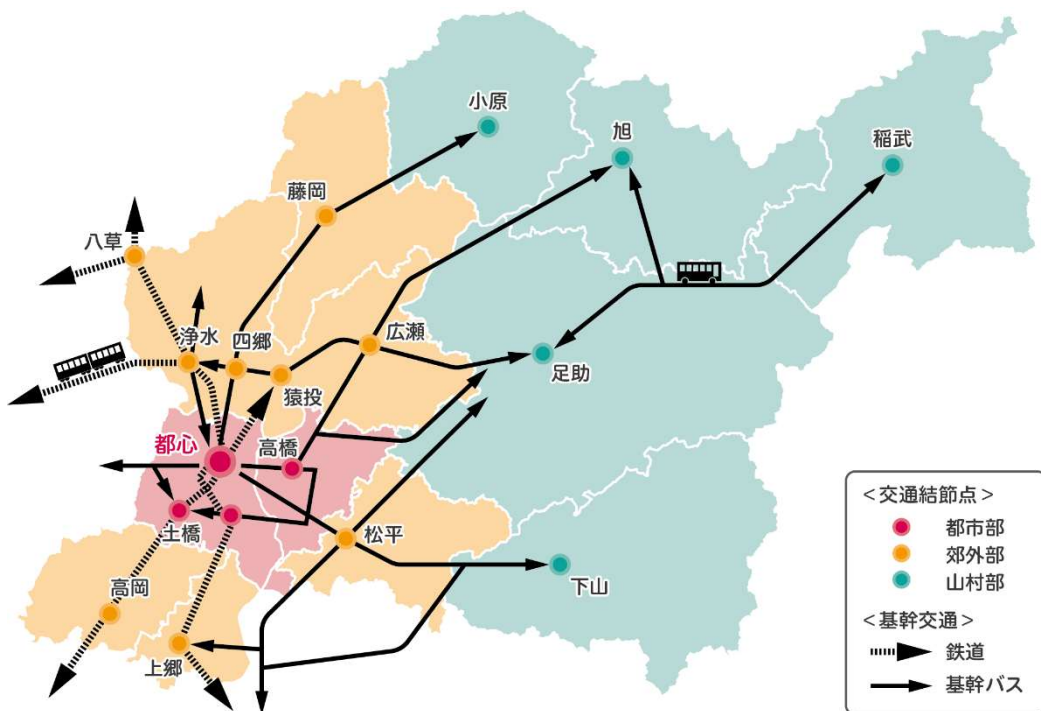 小原
旭
稲武
藤岡
八草
浄水
四郷
広瀬
猿投
足助
都心
高橋
土橋
松平
下山
高岡
上郷
＜交通結節点＞
都市部
郊外部
山村部
＜基幹交通＞
鉄道
基幹バス